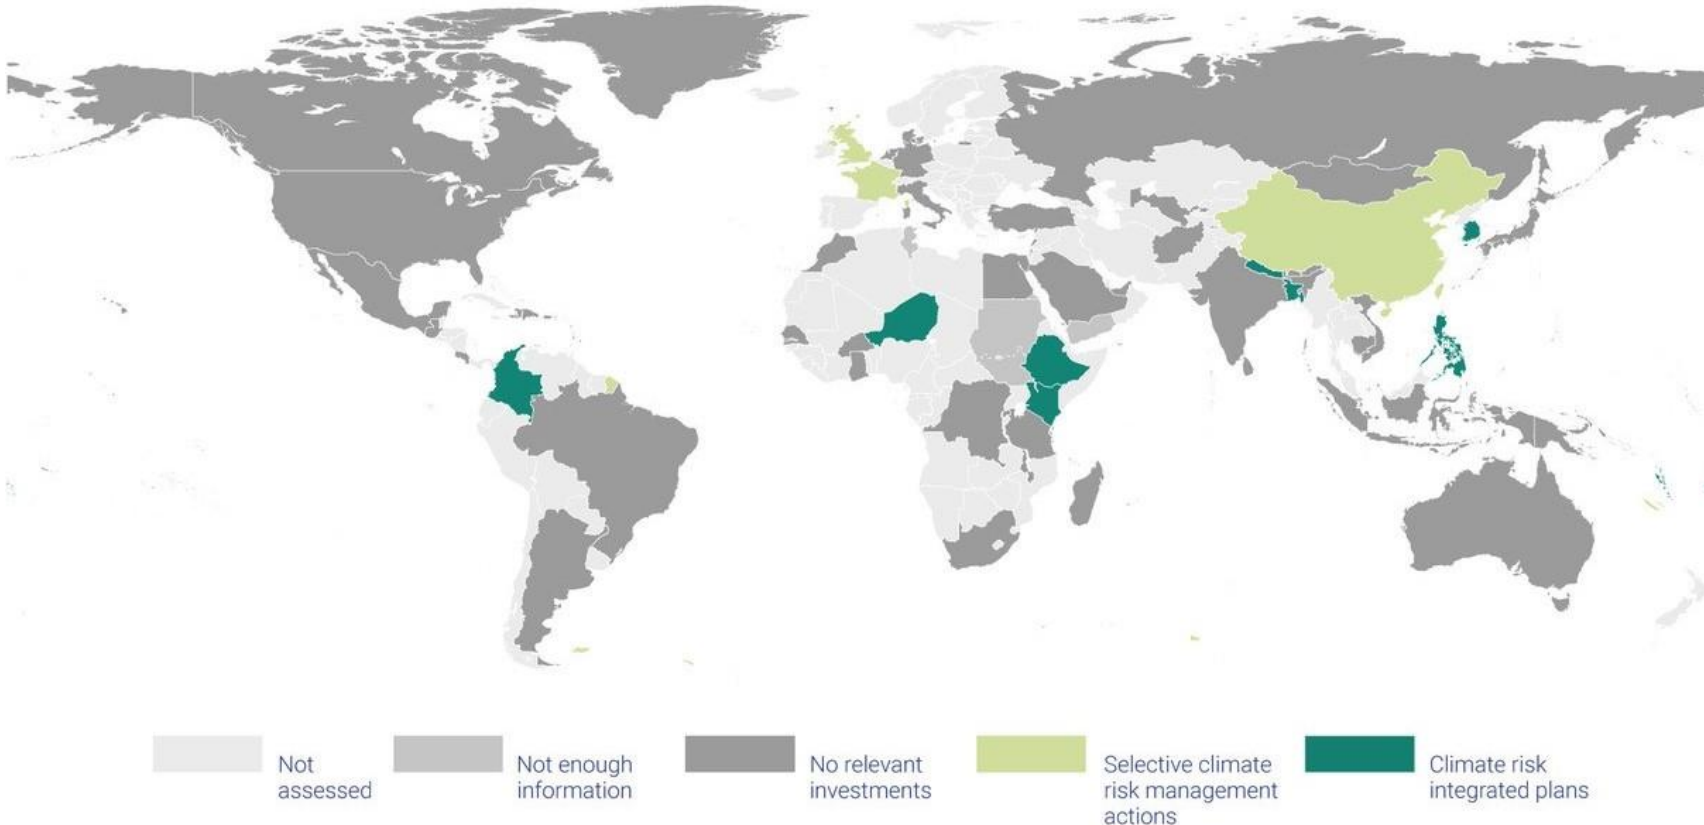 Not
assessed
Not enough
information
No relevant
investments
Selective climate
risk management
actions
Climate risk
integrated plans